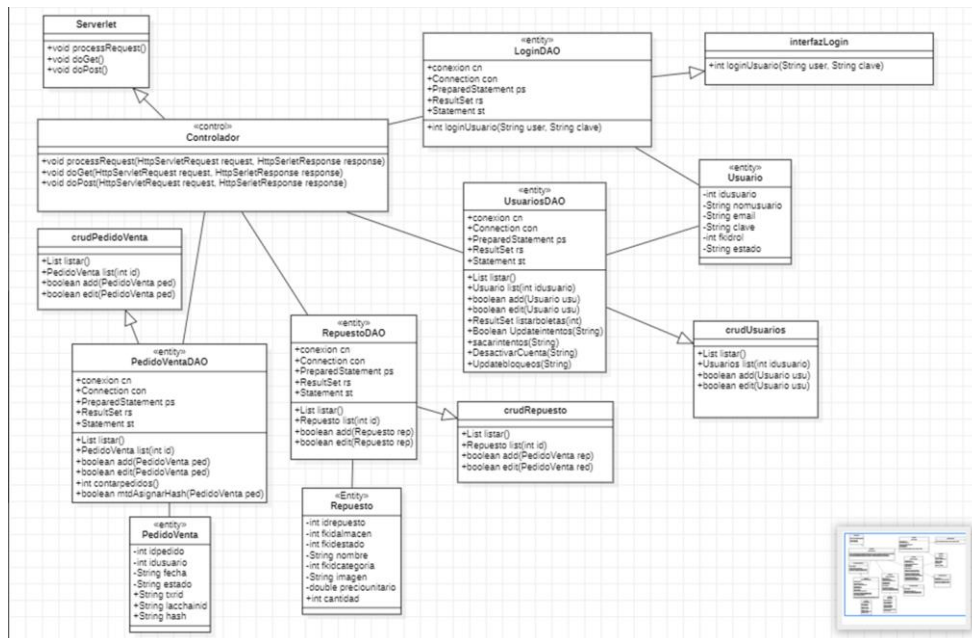 Serverlet
+void processRequest()
+void doGet()
+void doPost()
«control»
Controlador
+void processRequest(HttpServletRequest request, HttpSerletResponse response)
+void doGet(HttpServletRequest request, HttpSerletResponse response)
+void doPost(HttpServletRequest request, HttpSerletResponse response)
«entity»
LoginDAO
+conexion cn
+Connection con
+PreparedStatement ps
+ResultSet rs
+Statement st
+int loginUsuario(String user, String clave)
interfazLogin
+int loginUsuario(String user, String clave)
«entity»
Usuario
-int idusuario
-String nomusuario
-String email
-String clave
-int fkidrol
-String estado
«entity»
UsuariosDAO
+conexion cn
+Connection con
+PreparedStatement ps
+ResultSet rs
+Statement st
+List listar()
+Usuario list(int idusuario)
+boolean add(Usuario usu)
+boolean edit(Usuario usu)
+ResultSet listarboletas(int)
+Boolean Updateintentos(String)
+sacarintentos(String)
+DesactivarCuenta(String)
+Updatebloqueos(String)
crudUsuarios
+List listar()
+Usuarios list(int idusuario)
+boolean add(Usuario usu)
+boolean edit(Usuario usu)
crudPedidoVenta
+List listar()
+PedidoVenta list(int id)
+boolean add(PedidoVenta ped)
+boolean edit(PedidoVenta ped)
«entity»
PedidoVentaDAO
+conexion cn
+Connection con
+PreparedStatement ps
+ResultSet rs
+Statement st
+List listar()
+PedidoVenta list(int id)
+boolean add(PedidoVenta ped)
+boolean edit(PedidoVenta ped)
+int contarpedidos()
+boolean mtdAsignarHash(PedidoVenta ped)
«entity»
RepuestoDAO
+conexion cn
+Connection con
+PreparedStatement ps
+ResultSet rs
+Statement st
+List listar()
+Repuesto list(int id)
+boolean add(Repuesto rep)
+boolean edit(Repuesto rep)
crudRepuesto
+List listar()
+Repuesto list(int id)
+boolean add(PedidoVenta rep)
+boolean edit(PedidoVenta red)
«entity»
PedidoVenta
-int idpedido
-int idusuario
-String fecha
-String estado
+String txrid
+String lacchainid
+String hash
«Entity»
Repuesto
-int idrepuesto
-int fkidalmacen
-int fkidestado
-String nombre
-int fkidcategoria
-String imagen
-double preciounitario
+int cantidad